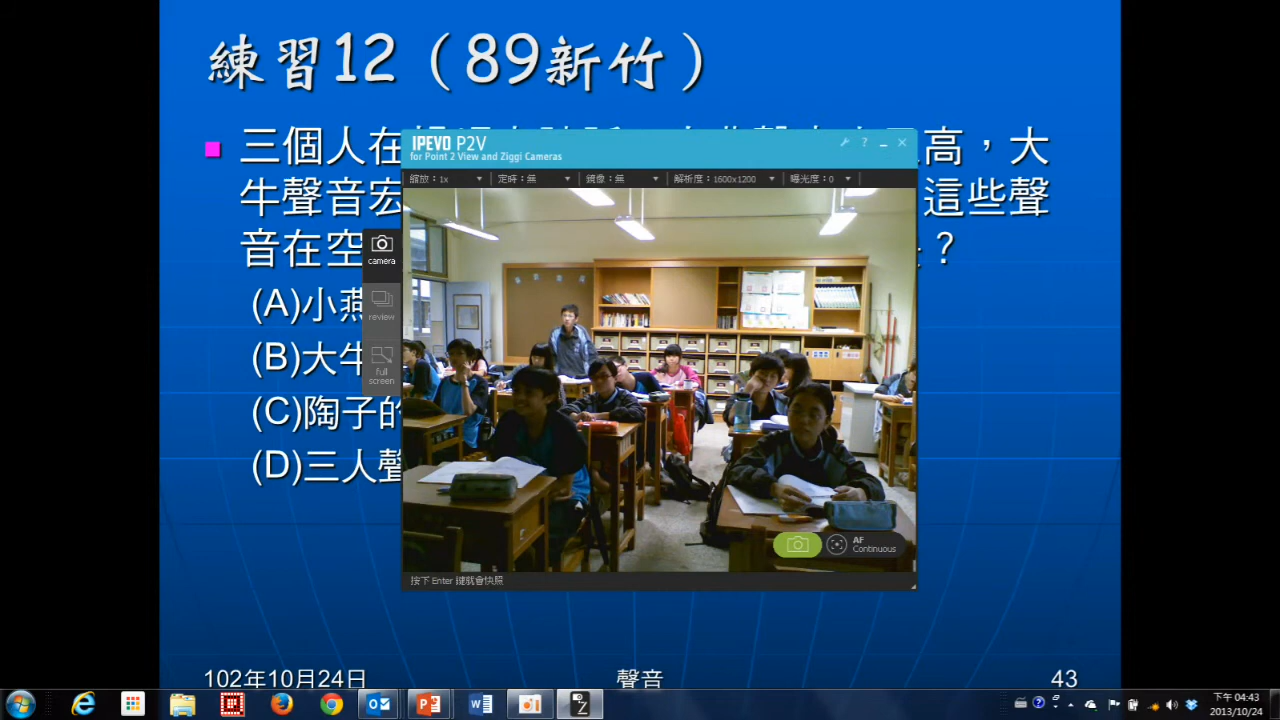 練習12（89新竹）
三個人在
高，大
牛聲音宏
這些聲
音在空
？
(A)小燕
(B)大牛
(C)陶子的
(D)三人聲
IPEVO P2V
for Point 2 View and Ziggi Cameras
縮放：1x 定時：無 鏡像：無 解析度：1600x1200 曝光度：0
camera
review
full
screen
AF
Continuous
按下 Enter 鍵就會快照
102年10月24日 聲音 43
下午 04:43
2013/10/24